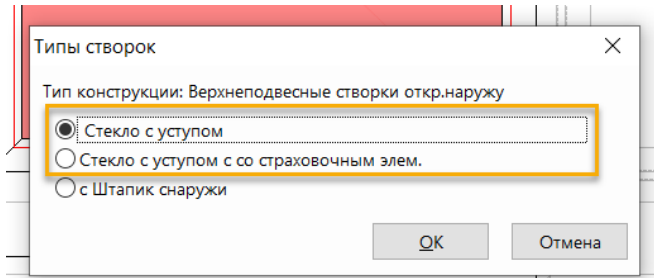 Типы створок
Тип конструкции: Верхнеподвесные створки откр.наружу
Стекло с уступом
Стекло с уступом с со страховочным элем.
с Штапик снаружи
OK
Отмена